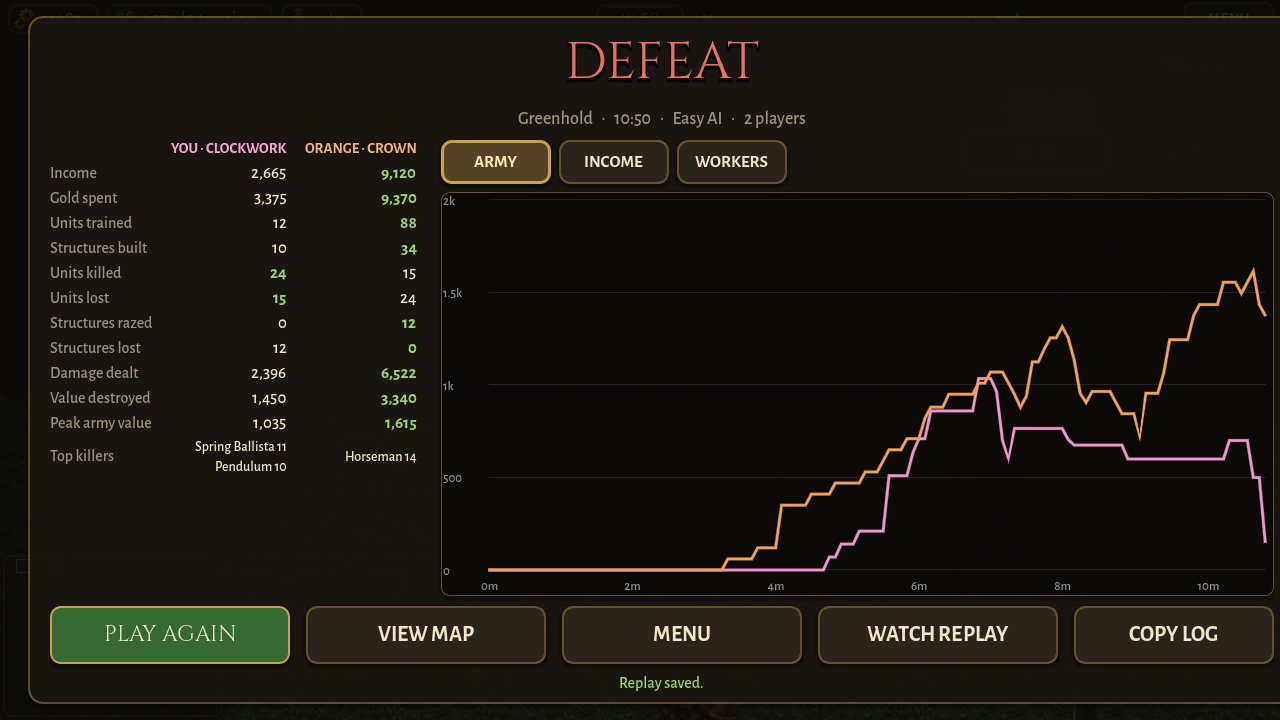 DEFEAT
Greenhold · 10:50 · Easy AI · 2 players
YOU · CLOCKWORK ORANGE · CROWN
Income 2,665 9,120
Gold spent 3,375 9,370
Units trained 12 88
Structures built 10 34
Units killed 24 15
Units lost 15 24
Structures razed 0 12
Structures lost 12 0
Damage dealt 2,396 6,522
Value destroyed 1,450 3,340
Peak army value 1,035 1,615
Top killers Spring Ballista 11 Horseman 14
Pendulum 10
ARMY INCOME WORKERS
2k
1.5k
1k
500
0
0m 2m 4m 6m 8m 10m
PLAY AGAIN VIEW MAP MENU WATCH REPLAY COPY LOG
Replay saved.